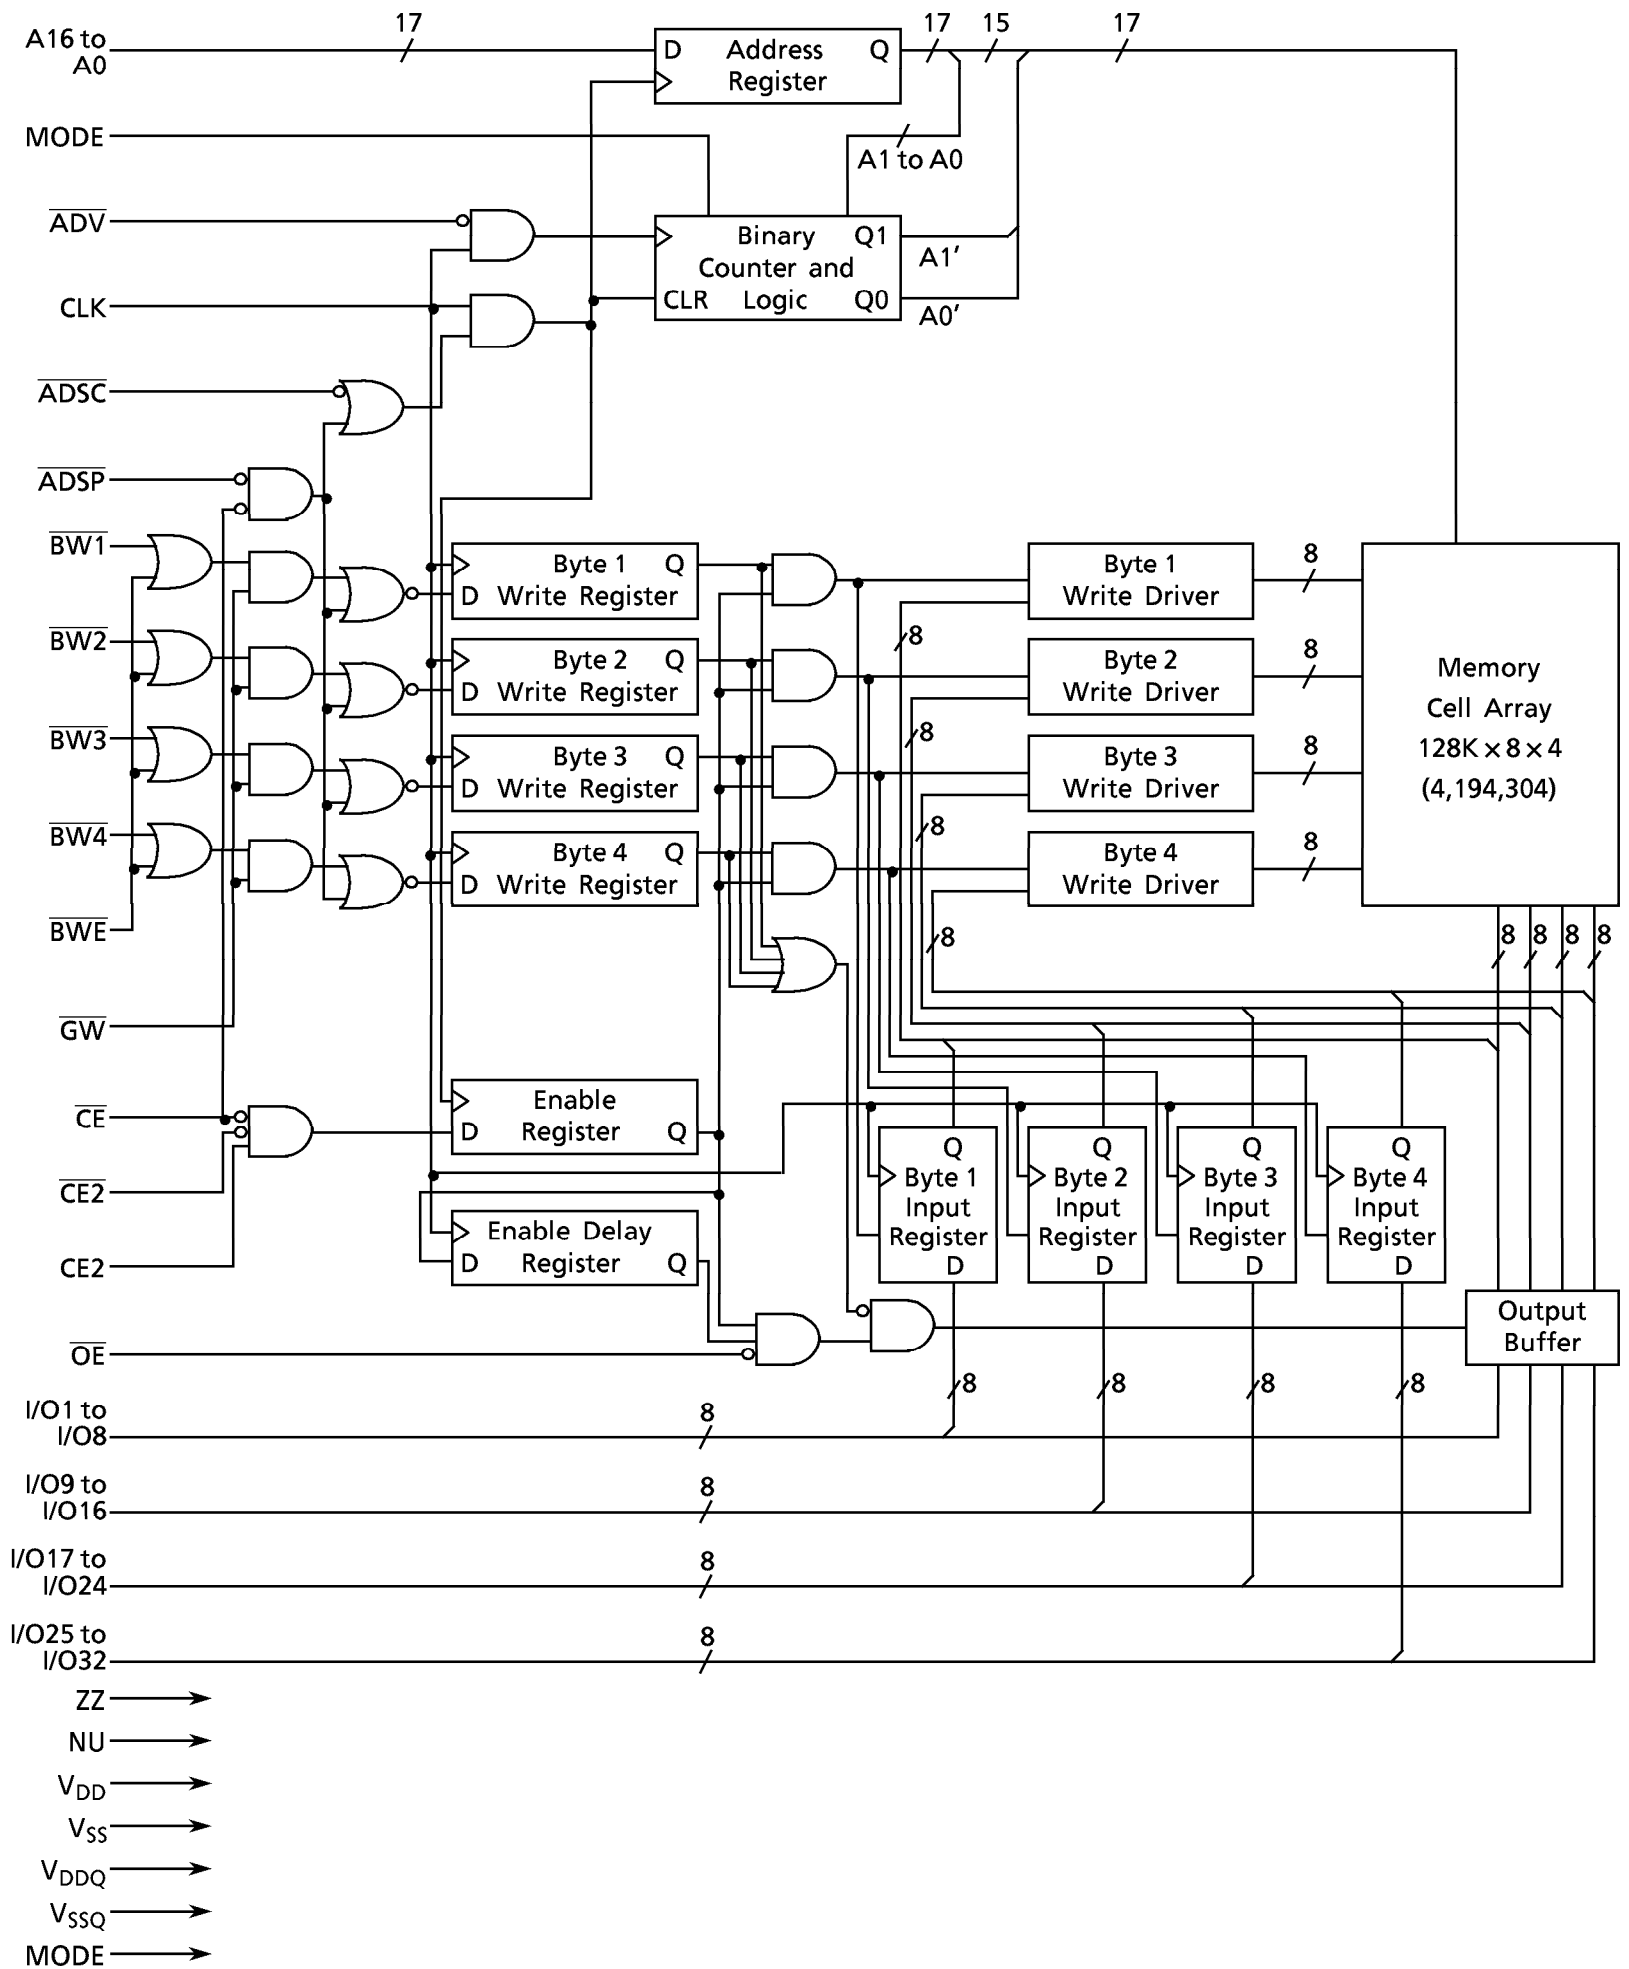 17 17 15 17
A16 to
A0
D Address Q
Register
MODE
A1 to A0
ADV
Binary Q1
Counter and
CLR Logic Q0
A1′
A0′
CLK
ADSC
ADSP
BW1
Byte 1 Q
D Write Register
Byte 1
Write Driver
8
8
BW2
Byte 2 Q
D Write Register
Byte 2
Write Driver
8
8
BW3
Byte 3 Q
D Write Register
Byte 3
Write Driver
8
8
BW4
Byte 4 Q
D Write Register
Byte 4
Write Driver
8
8
Memory
Cell Array
128K × 8 × 4
(4,194,304)
BWE
8 8 8 8
GW
CE
Enable
D Register Q
CE2
Enable Delay
D Register Q
CE2
Q
Byte 1
Input
Register
D
Q
Byte 2
Input
Register
D
Q
Byte 3
Input
Register
D
Q
Byte 4
Input
Register
D
Output
Buffer
OE
8 8 8 8
I/O1 to
I/O8
8
I/O9 to
I/O16
8
I/O17 to
I/O24
8
I/O25 to
I/O32
8
ZZ
NU
VDD
VSS
VDDQ
VSSQ
MODE